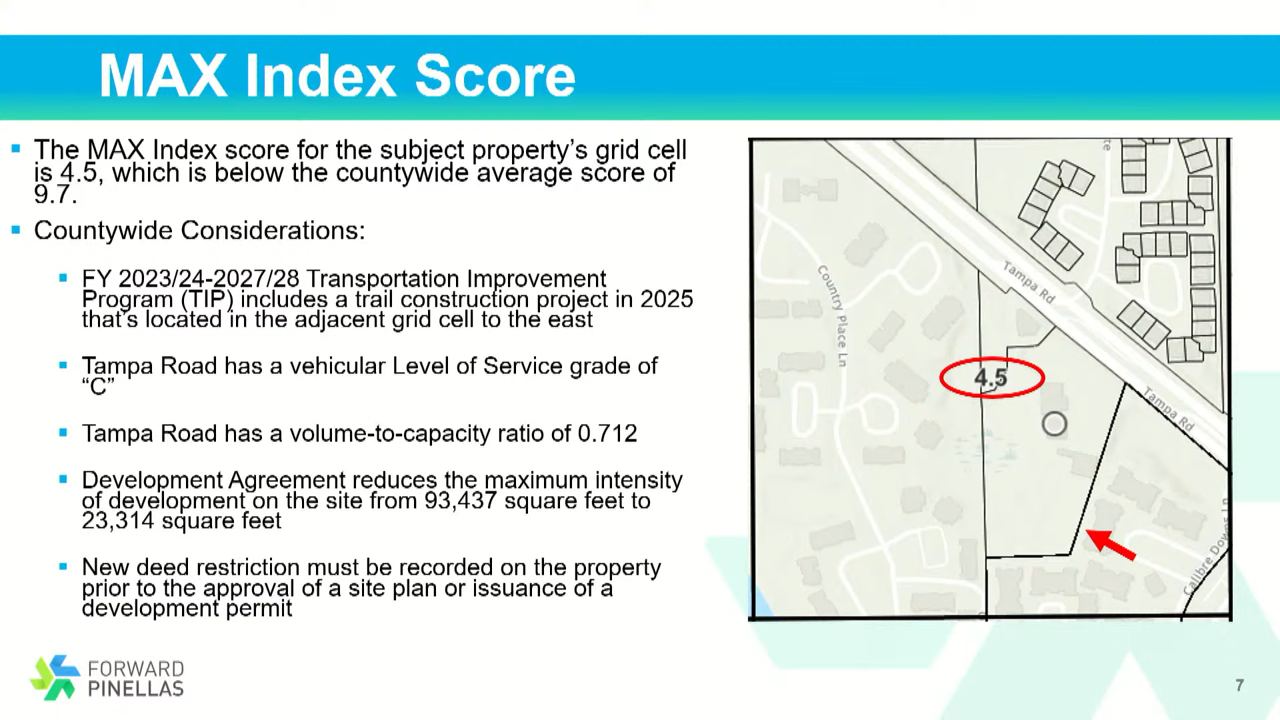 MAX Index Score
▪ The MAX Index score for the subject property's grid cell
is 4.5, which is below the countywide average score of
9.7.
▪ Countywide Considerations:
▪ FY 2023/24-2027/28 Transportation Improvement
Program (TIP) includes a trail construction project in 2025
that's located in the adjacent grid cell to the east
▪ Tampa Road has a vehicular Level of Service grade of
“C”
▪ Tampa Road has a volume-to-capacity ratio of 0.712
▪ Development Agreement reduces the maximum intensity
of development on the site from 93,437 square feet to
23,314 square feet
▪ New deed restriction must be recorded on the property
prior to the approval of a site plan or issuance of a
development permit
te
Tampa Rd
Country Place Ln
4.5
Tampa Rd
Calibre Downs Ln
FORWARD
PINELLAS
7